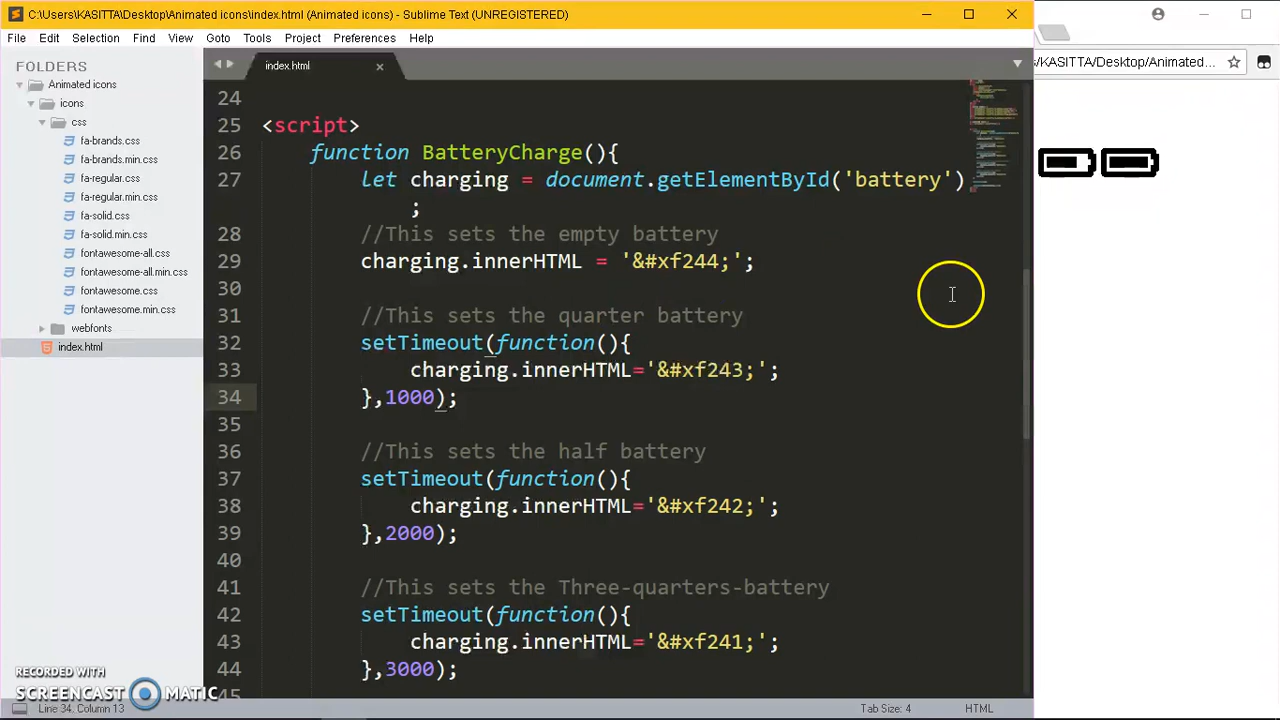 C:\Users\KASITTA\Desktop\Animated icons\index.html (Animated icons) - Sublime Text (UNREGISTERED)
File Edit Selection Find View Goto Tools Project Preferences Help
s/KASITTA/Desktop/Animated...
FOLDERS
Animated icons
icons
css
fa-brands.css
fa-brands.min.css
fa-regular.css
fa-regular.min.css
fa-solid.css
fa-solid.min.css
fontawesome-all.css
fontawesome-all.min.css
fontawesome.css
fontawesome.min.css
webfonts
index.html
index.html
24
25 <script>
26 function BatteryCharge(){
27 let charging = document.getElementById('battery')
;
28 //This sets the empty battery
29 charging.innerHTML = '&#xf244;';
30
31 //This sets the quarter battery
32 setTimeout(function(){
33 charging.innerHTML='&#xf243;';
34 },1000);
35
36 //This sets the half battery
37 setTimeout(function(){
38 charging.innerHTML='&#xf242;';
39 },2000);
40
41 //This sets the Three-quarters-battery
42 setTimeout(function(){
43 charging.innerHTML='&#xf241;';
44 },3000);
45
RECORDED WITH
SCREENCAST MATIC
Line 34, Column 13
Tab Size: 4
HTML